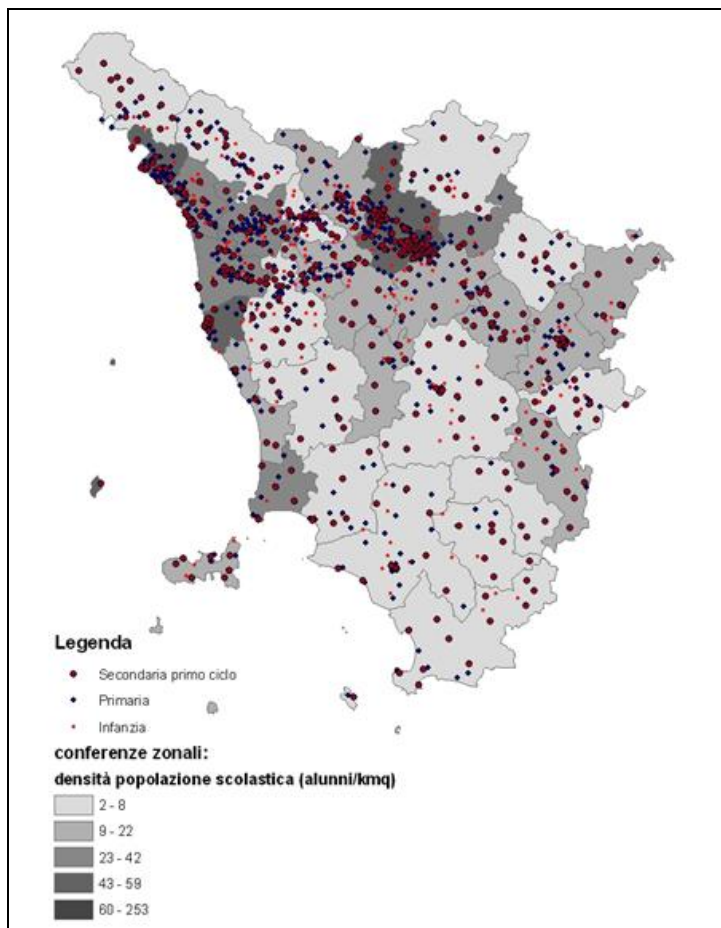 Legenda
Secondaria primo ciclo
Primaria
Infanzia
conferenze zonali:
densità popolazione scolastica (alunni/kmq)
2 - 8
9 - 22
23 - 42
43 - 59
60 - 253